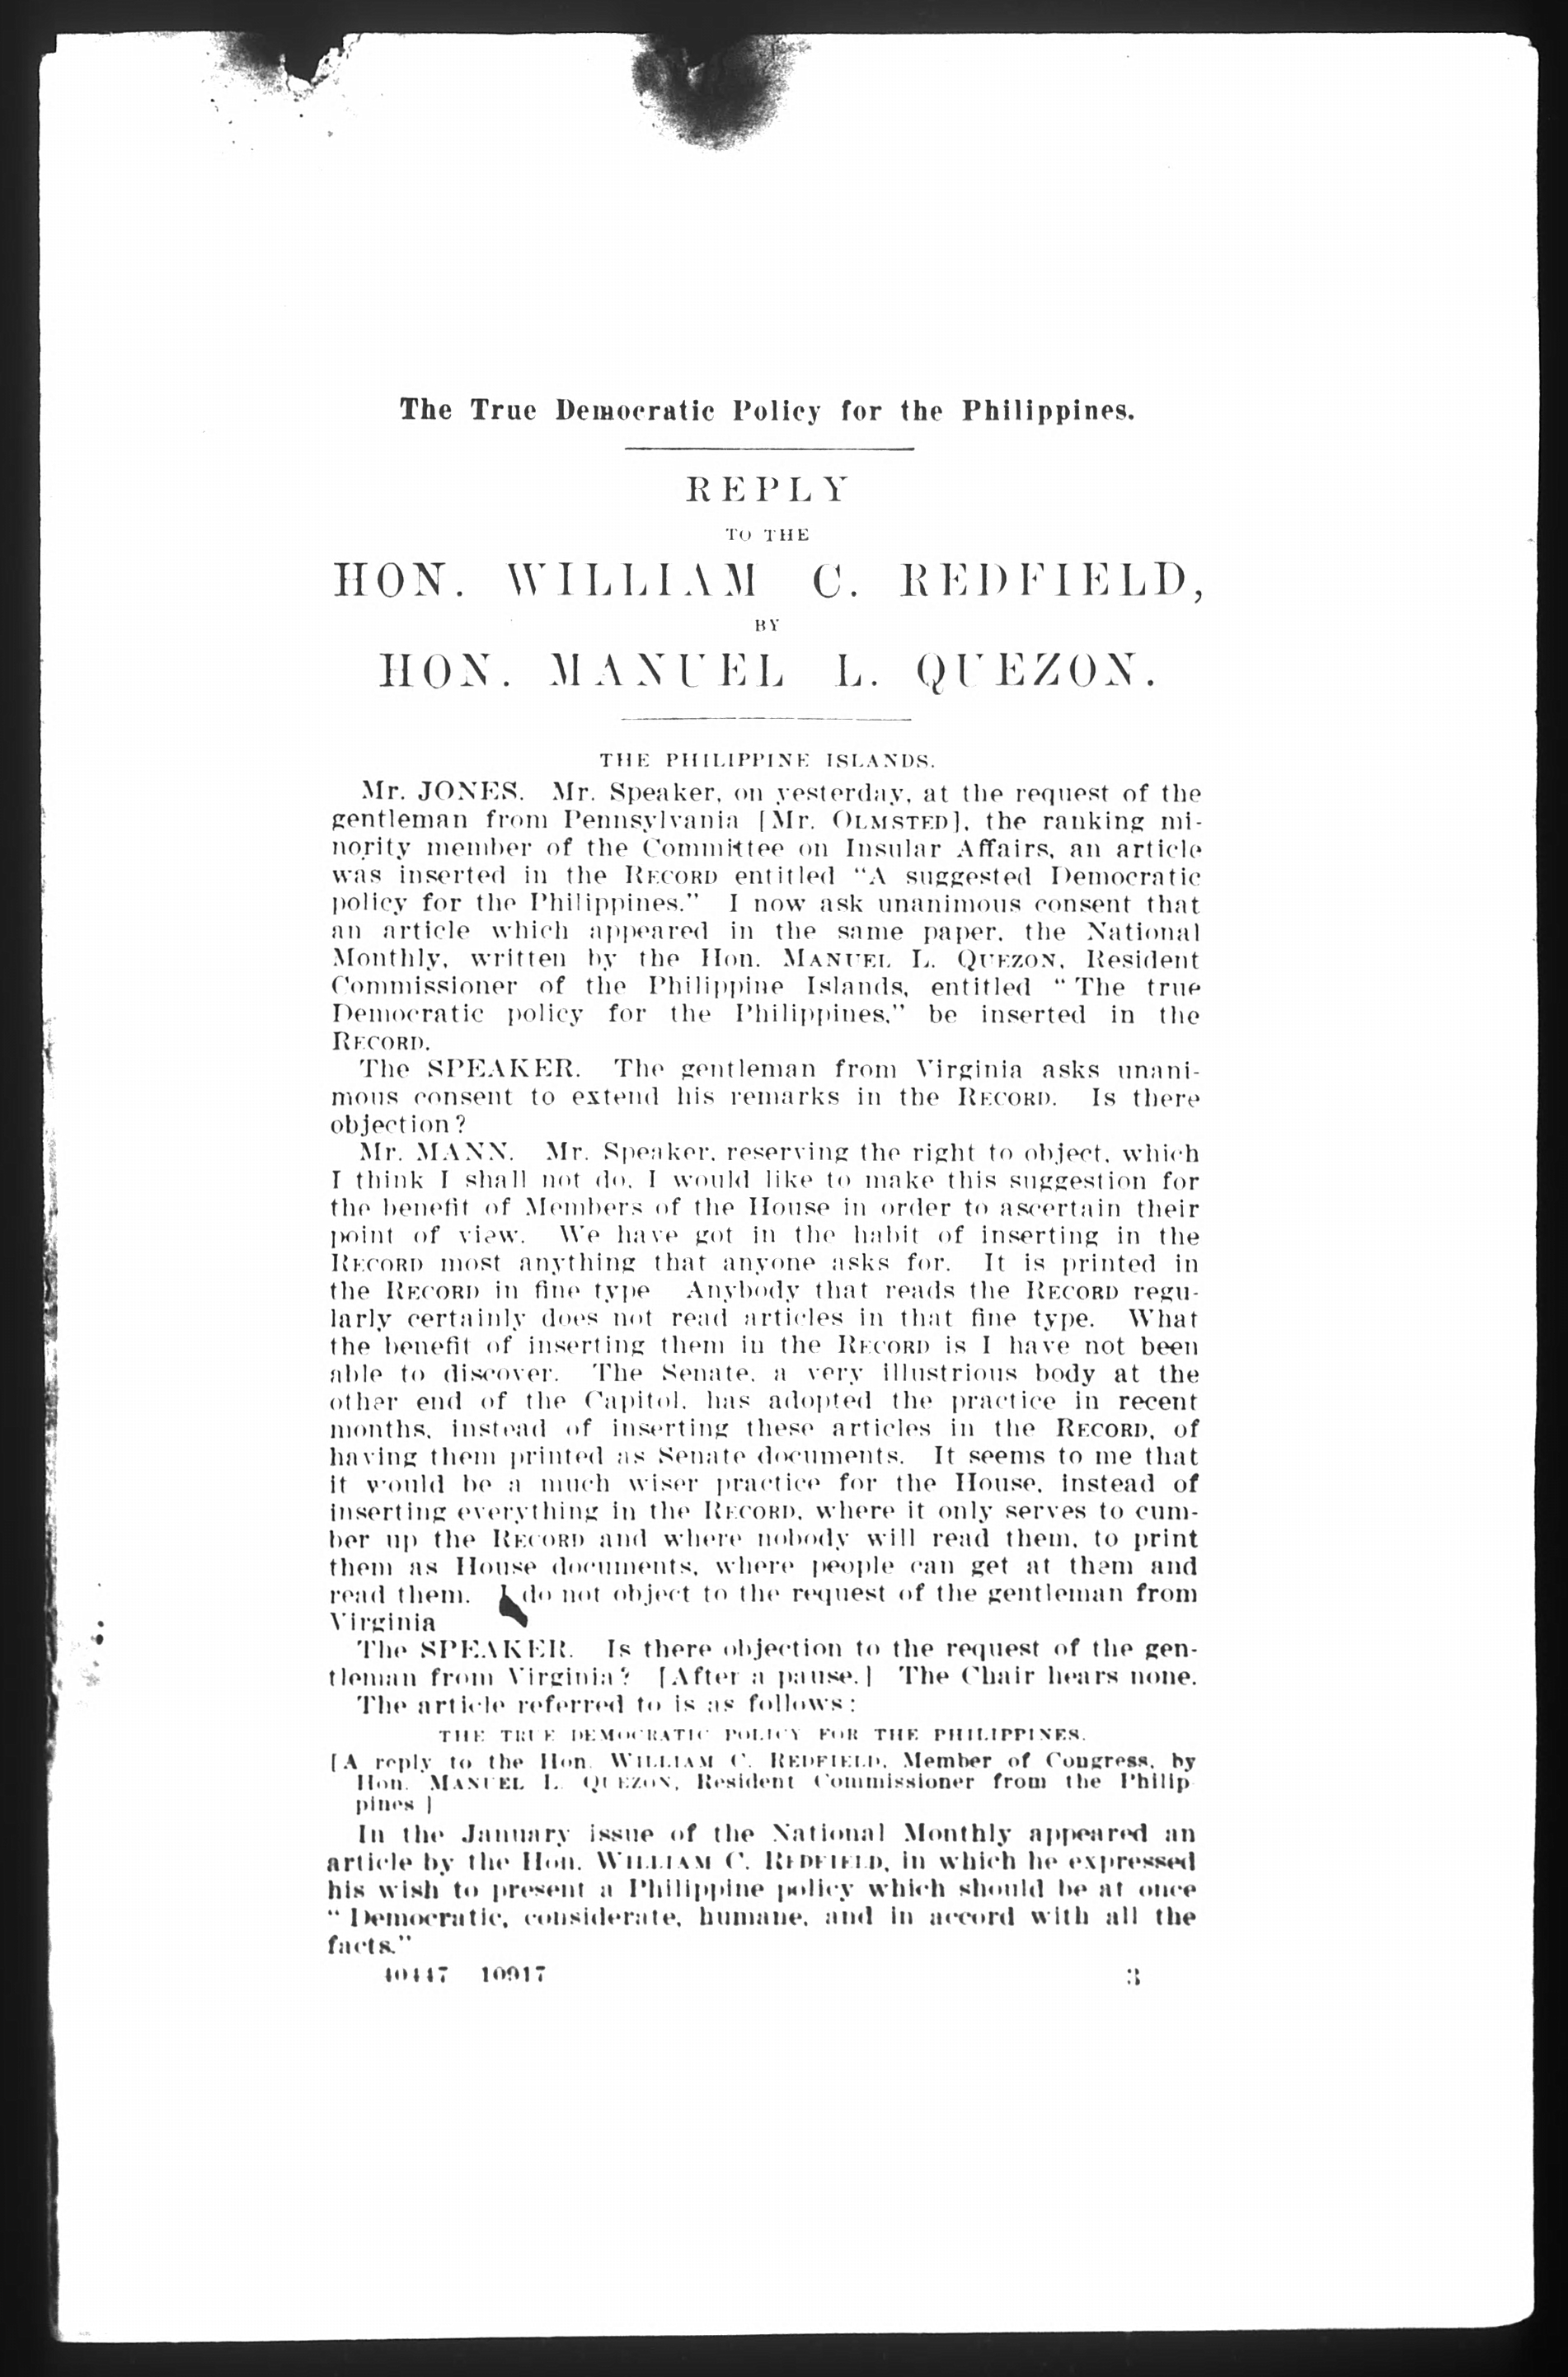 The True Democratic Policy for the Philippines.
REPLY
TO THE
HON. WILLIAM C. REDFIELD,
BY
HON. MANUEL L. QUEZON.
THE PHILIPPINE ISLANDS.
Mr. JONES. Mr. Speaker, on yesterday, at the request of the
gentleman from Pennsylvania [Mr. OLMSTED], the ranking mi-
nority member of the Committee on Insular Affairs, an article
was inserted in the RECORD entitled "A suggested Democratic
policy for the Philippines." I now ask unanimous consent that
an article which appeared in the same paper, the National
Monthly, written by the Hon. MANUEL L. QUEZON, Resident
Commissioner of the Philippine Islands, entitled "The true
Democratic policy for the Philippines," be inserted in the
RECORD.
The SPEAKER. The gentleman from Virginia asks unani-
mous consent to extend his remarks in the RECORD. Is there
objection?
Mr. MANN. Mr. Speaker, reserving the right to object, which
I think I shall not do, I would like to make this suggestion for
the benefit of Members of the House in order to ascertain their
point of view. We have got in the habit of inserting in the
RECORD most anything that anyone asks for. It is printed in
the RECORD in fine type Anybody that reads the RECORD regu-
larly certainly does not read articles in that fine type. What
the benefit of inserting them in the RECORD is I have not been
able to discover. The Senate, a very illustrious body at the
other end of the Capitol, has adopted the practice in recent
months, instead of inserting these articles in the RECORD, of
having them printed as Senate documents. It seems to me that
it would be a much wiser practice for the House, instead of
inserting everything in the RECORD, where it only serves to cum-
ber up the RECORD and where nobody will read them, to print
them as House documents, where people can get at them and
read them. I do not object to the request of the gentleman from
Virginia
The SPEAKER. Is there objection to the request of the gen-
tleman from Virginia? [After a pause.] The Chair hears none.
The article referred to is as follows:
THE TRUE DEMOCRATIC POLICY FOR THE PHILIPPINES.
[A reply to the Hon. WILLIAM C. REDFIELD, Member of Congress, by
Hon. MANUEL L. QUEZON, Resident Commissioner from the Philip
pines ]
In the January issue of the National Monthly appeared an
article by the Hon. WILLIAM C. REDFIELD, in which he expressed
his wish to present a Philippine policy which should be at once
"Democratic, considerate, humane, and in accord with all the
facts."
40447 10917 3